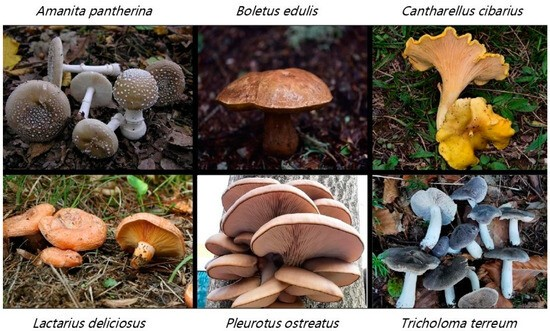 Amanita pantherina
Boletus edulis
Cantharellus cibarius
Lactarius deliciosus
Pleurotus ostreatus
Tricholoma terreum